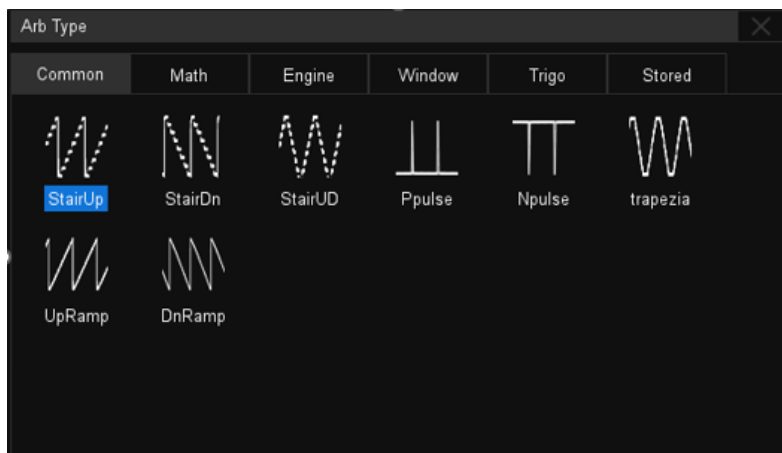 Arb Type
Common Math Engine Window Trigo Stored
StairUp StairDn StairUD Ppulse Npulse trapezia
UpRamp DnRamp